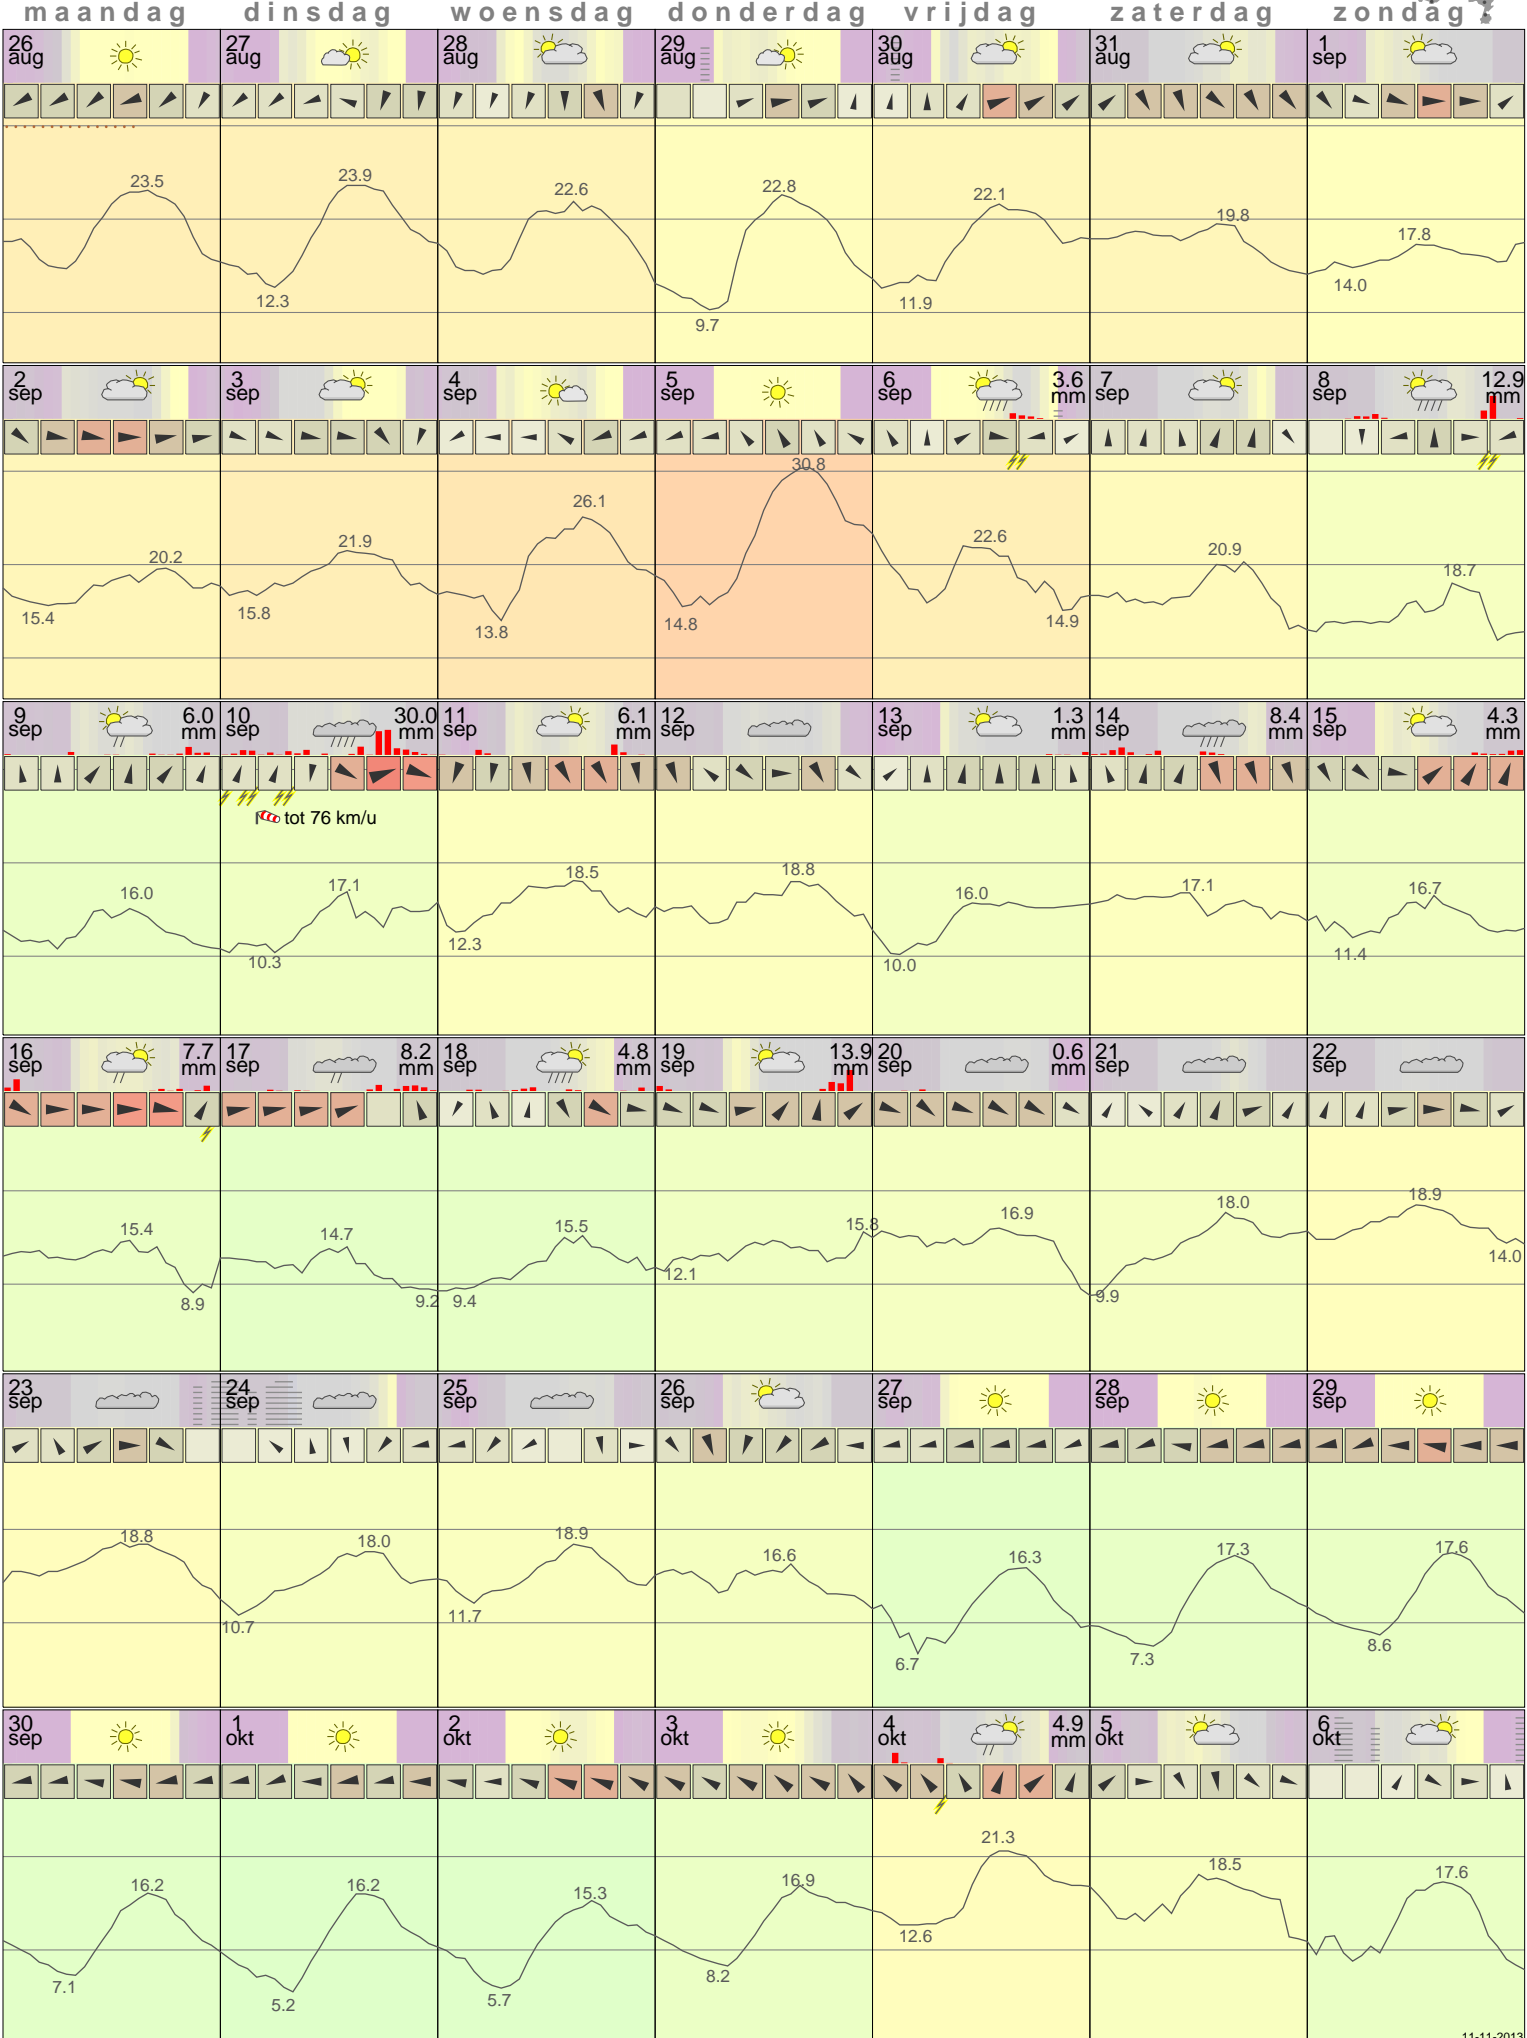 maandag dinsdag woensdag donderdag vrijdag zaterdag zondag
26 aug 27 aug 28 aug 29 aug 30 aug 31 aug 1 sep
23.5 23.9 22.6 22.8 22.1 19.8 17.8
12.3 9.7 11.9 14.0
2 sep 3 sep 4 sep 5 sep 6 sep 3.6 mm 7 sep 8 sep 12.9 mm
20.2 21.9 26.1 30.8 22.6 20.9 18.7
15.4 15.8 13.8 14.8 14.9
9 sep 6.0 mm 10 sep 30.0 mm 11 sep 6.1 mm 12 sep 13 sep 1.3 mm 14 sep 8.4 mm 15 sep 4.3 mm
tot 76 km/u
16.0 17.1 18.5 18.8 16.0 17.1 16.7
10.3 12.3 10.0 11.4
16 sep 7.7 mm 17 sep 8.2 mm 18 sep 4.8 mm 19 sep 13.9 mm 20 sep 0.6 mm 21 sep 22 sep
15.4 14.7 15.5 15.8 16.9 18.0 18.9
8.9 9.2 9.4 12.1 9.9 14.0
23 sep 24 sep 25 sep 26 sep 27 sep 28 sep 29 sep
18.8 18.0 18.9 16.6 16.3 17.3 17.6
10.7 11.7 6.7 7.3 8.6
30 sep 1 okt 2 okt 3 okt 4 okt 4.9 mm 5 okt 6 okt
16.2 16.2 15.3 16.9 21.3 18.5 17.6
7.1 5.2 5.7 8.2 12.6
11-11-2013